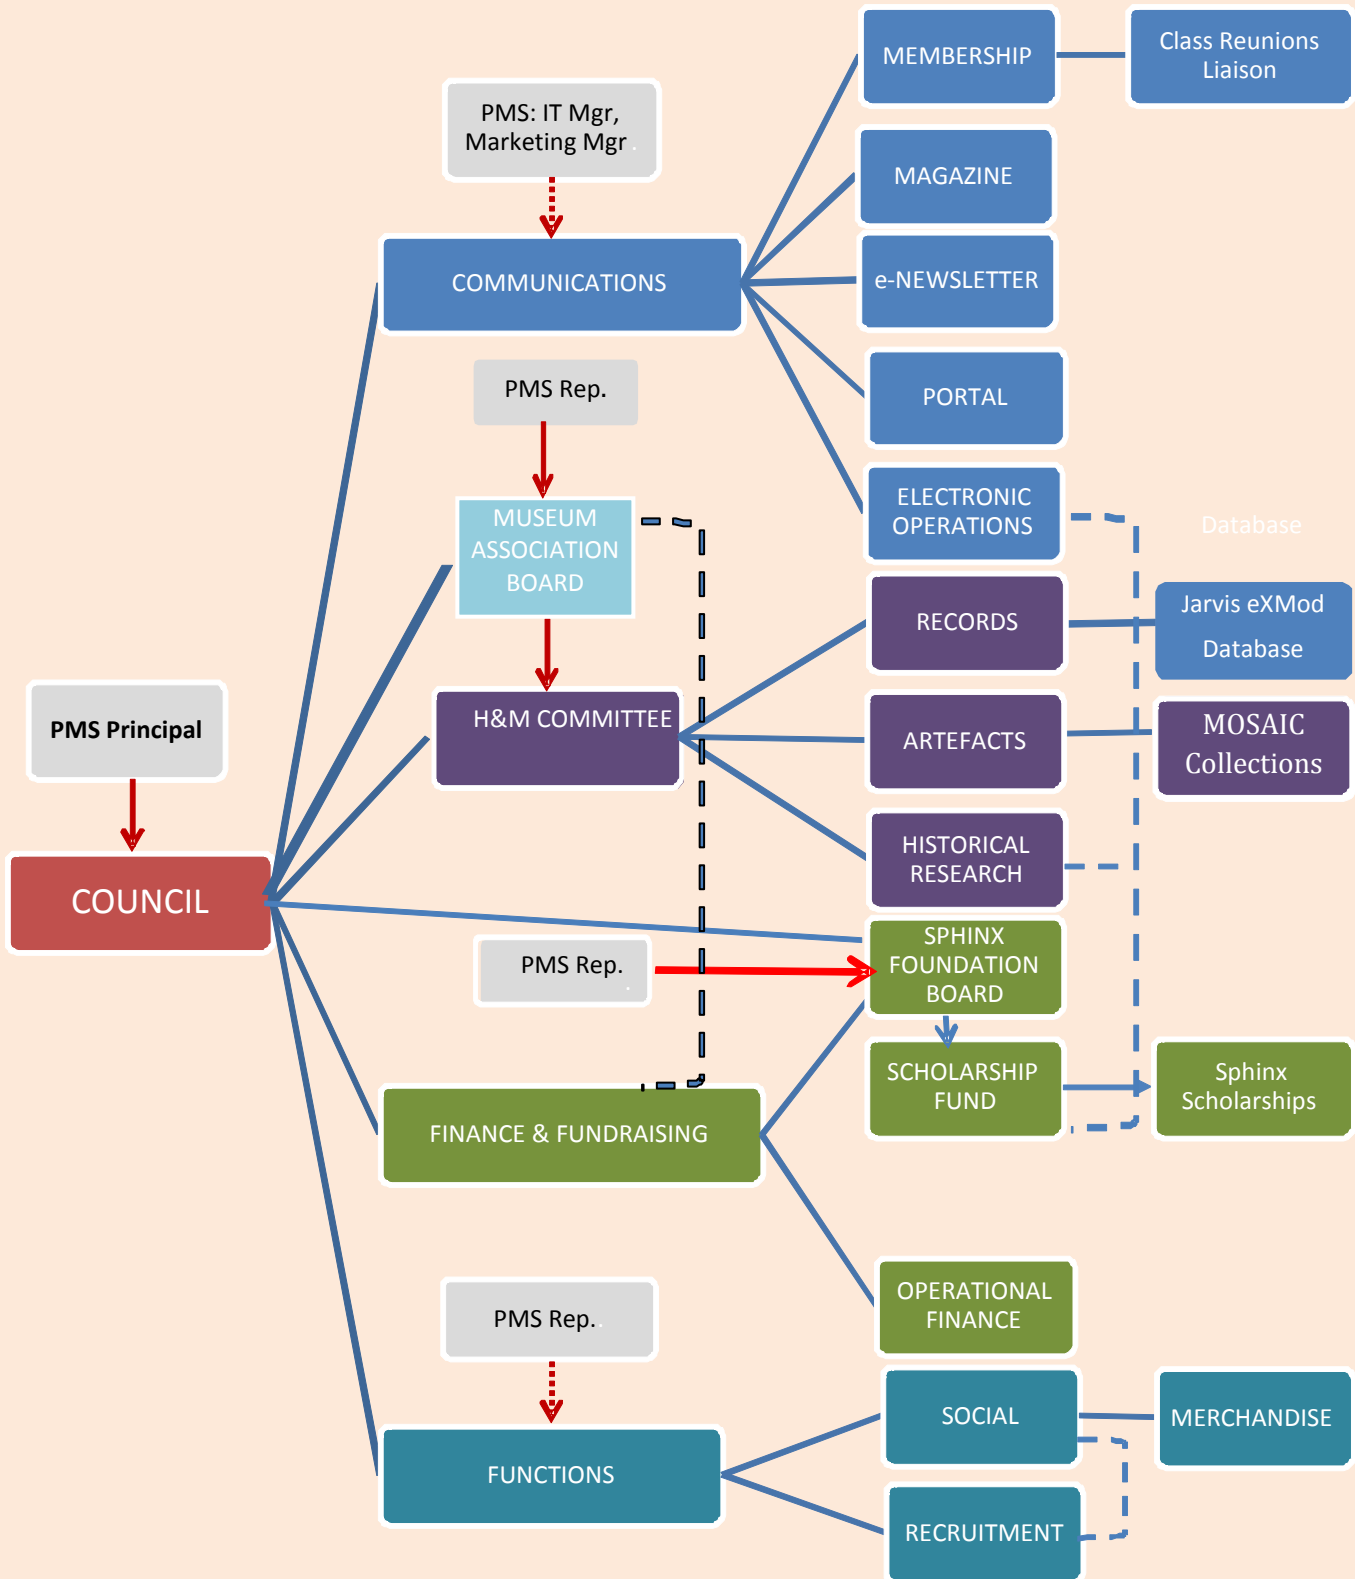 MEMBERSHIP
Class Reunions
Liaison
PMS: IT Mgr,
Marketing Mgr .
MAGAZINE
COMMUNICATIONS
e-NEWSLETTER
PMS Rep.
PORTAL
MUSEUM
ASSOCIATION
BOARD
ELECTRONIC
OPERATIONS
Database
RECORDS
Jarvis eXMod
Database
PMS Principal
H&M COMMITTEE
ARTEFACTS
MOSAIC
Collections
HISTORICAL
RESEARCH
COUNCIL
PMS Rep.
.
SPHINX
FOUNDATION
BOARD
SCHOLARSHIP
FUND
Sphinx
Scholarships
FINANCE & FUNDRAISING
OPERATIONAL
FINANCE
PMS Rep. .
SOCIAL
MERCHANDISE
FUNCTIONS
RECRUITMENT